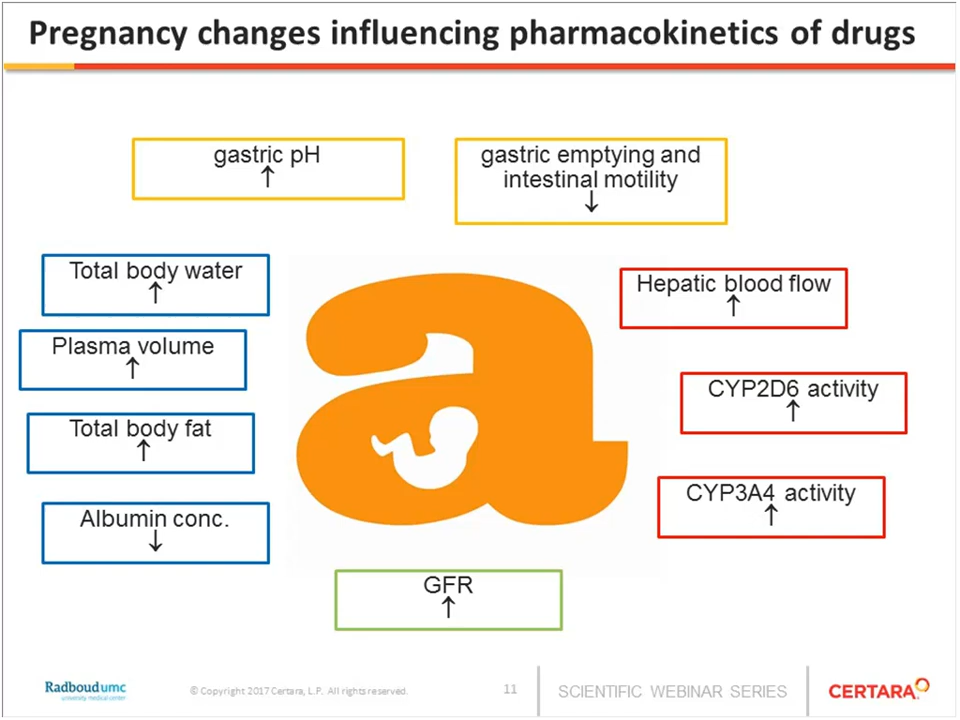 Pregnancy changes influencing pharmacokinetics of drugs
gastric pH
↑
gastric emptying and
intestinal motility
↓
Total body water
↑
Plasma volume
↑
Total body fat
↑
Albumin conc.
↓
Hepatic blood flow
↑
CYP2D6 activity
↑
CYP3A4 activity
↑
a
GFR
↑
Radboudumc
university medical center
© Copyright 2017 Certara, L.P. All rights reserved.
11
SCIENTIFIC WEBINAR SERIES
CERTARA